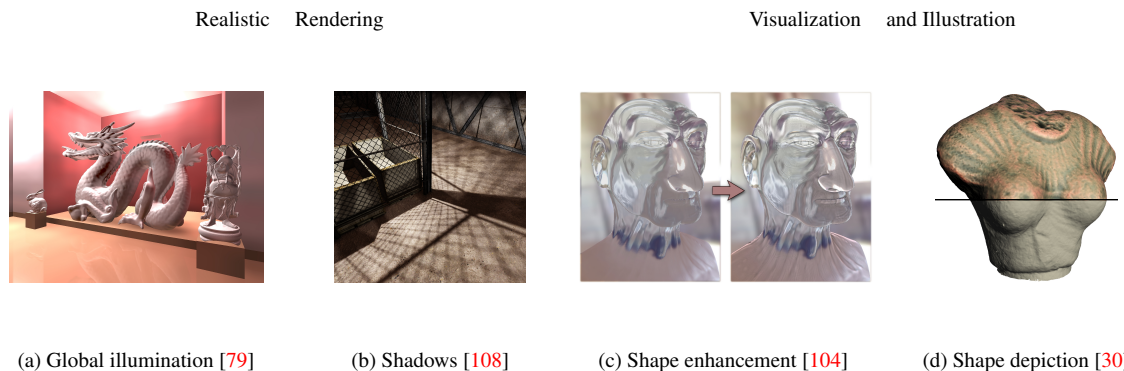 Realistic Rendering
Visualization and Illustration
(a) Global illumination [79]
(b) Shadows [108]
(c) Shape enhancement [104]
(d) Shape depiction [30]